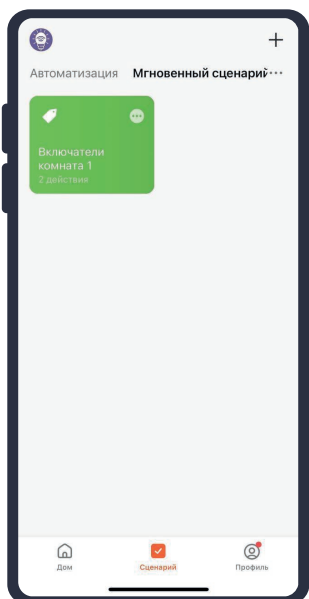 Автоматизация Мгновенный сценарий ...
Включатели
комната 1
2 действия
Дом Сценарий Профиль